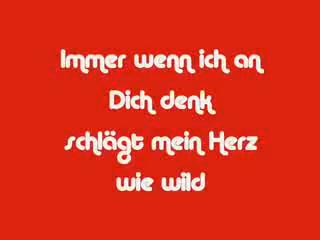 Immer wenn ich an
Dich denk
schlägt mein Herz
wie wild